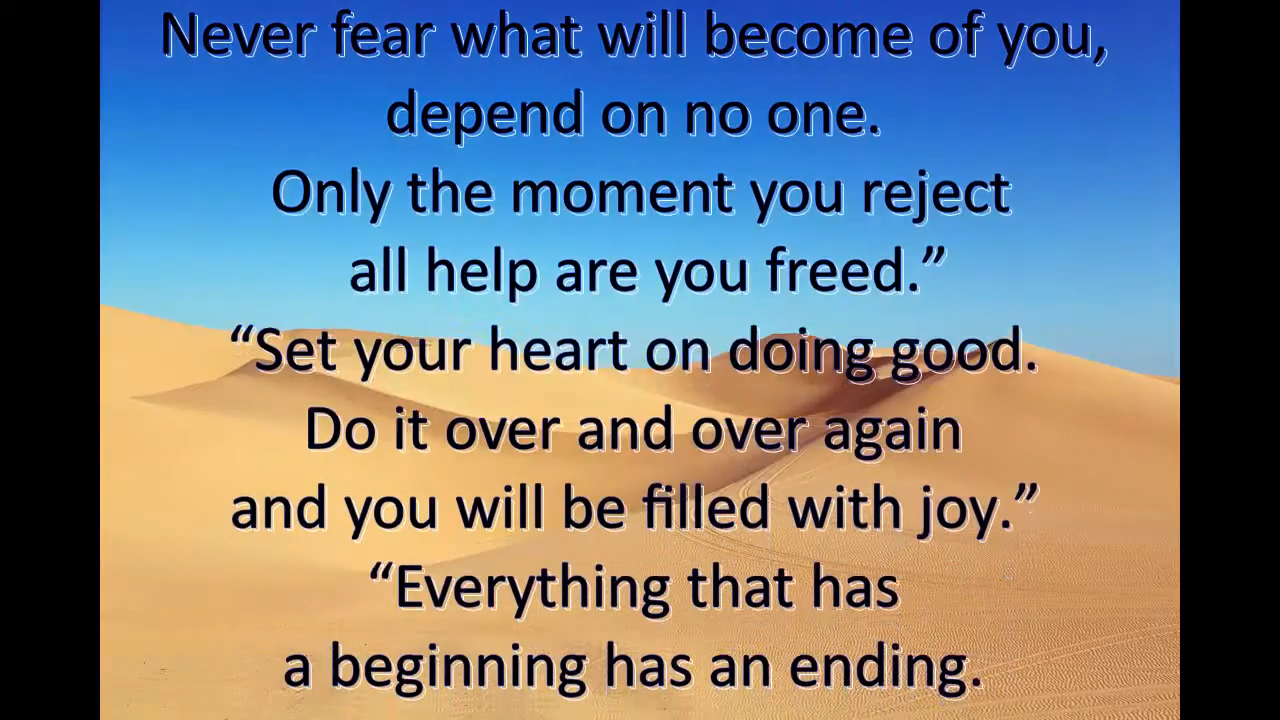 Never fear what will become of you,
depend on no one.
Only the moment you reject
all help are you freed.”
“Set your heart on doing good.
Do it over and over again
and you will be filled with joy.”
“Everything that has
a beginning has an ending.